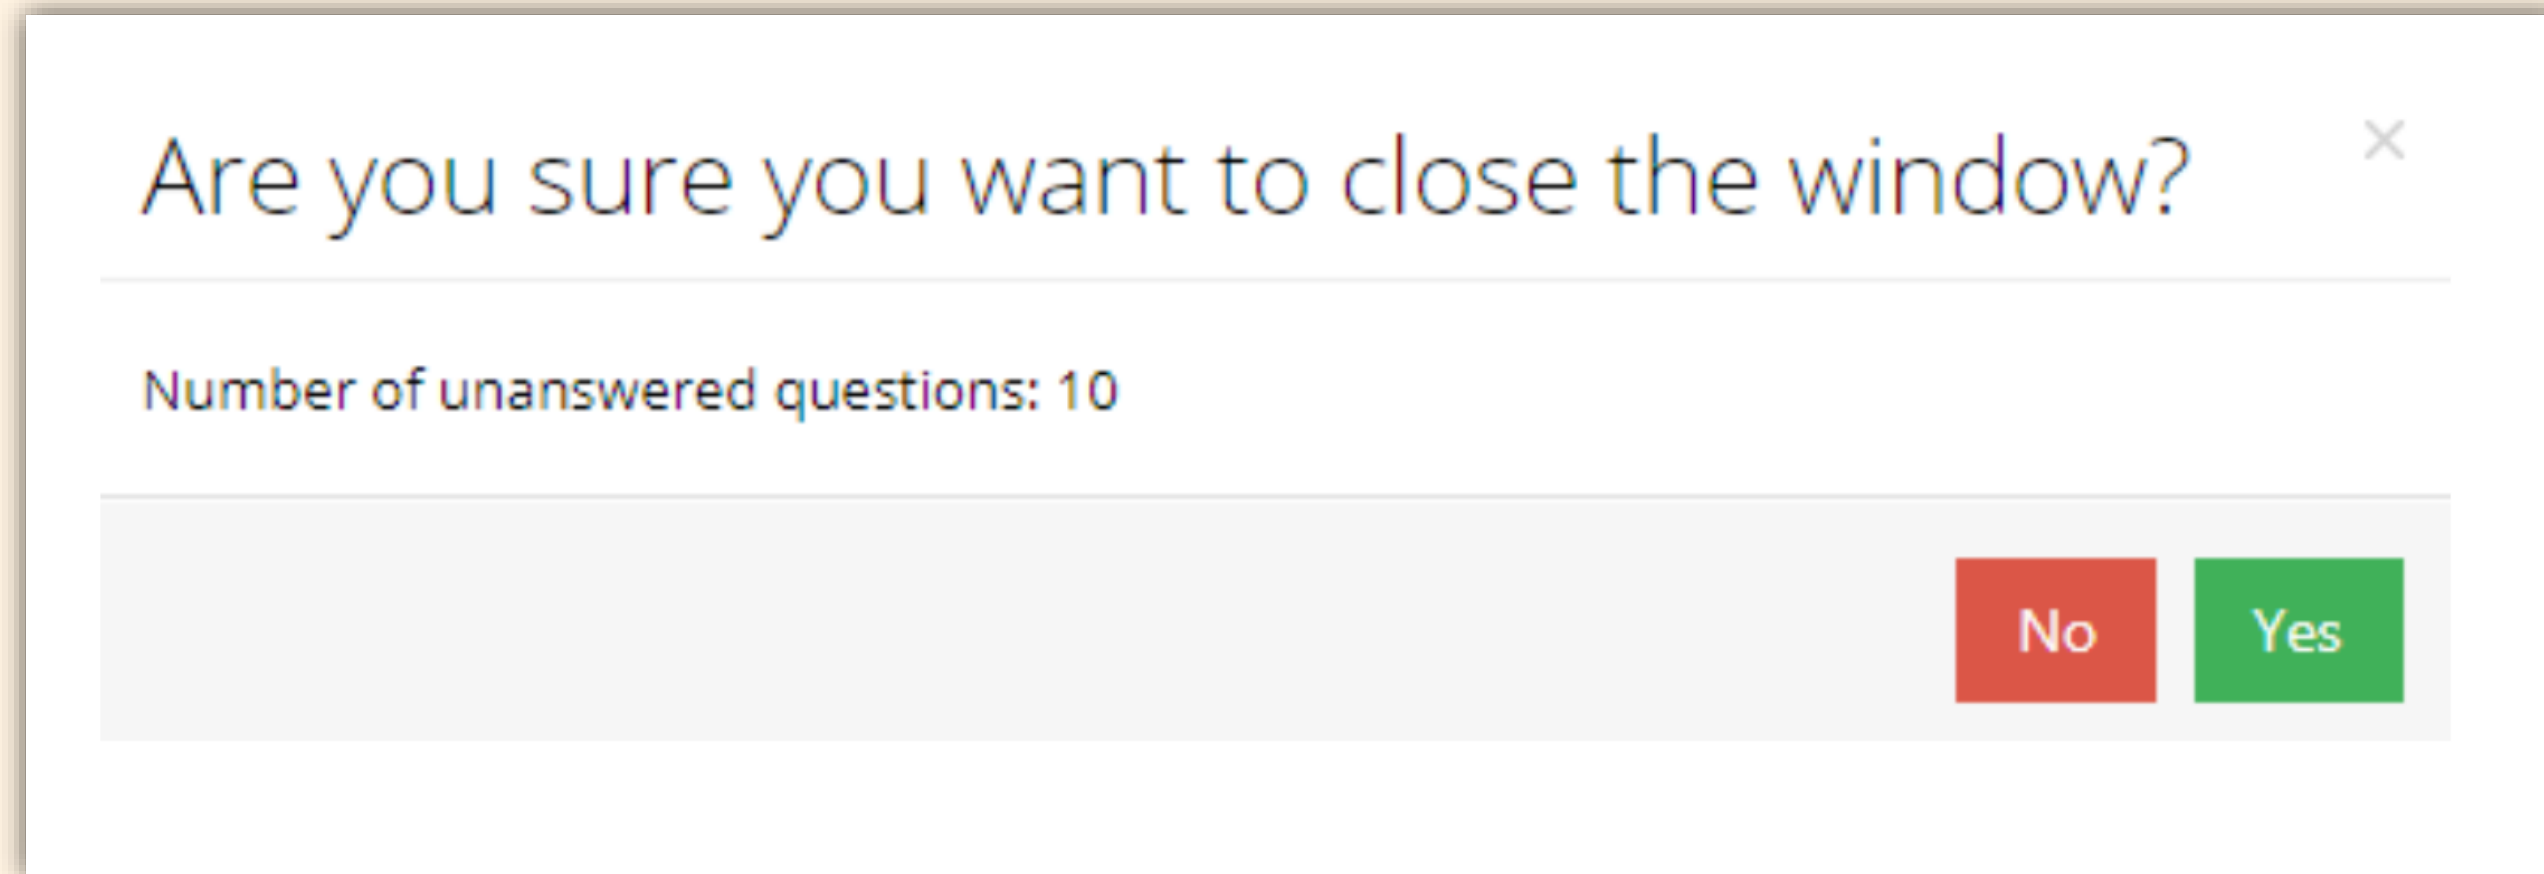 Are you sure you want to close the window?
Number of unanswered questions: 10
No Yes